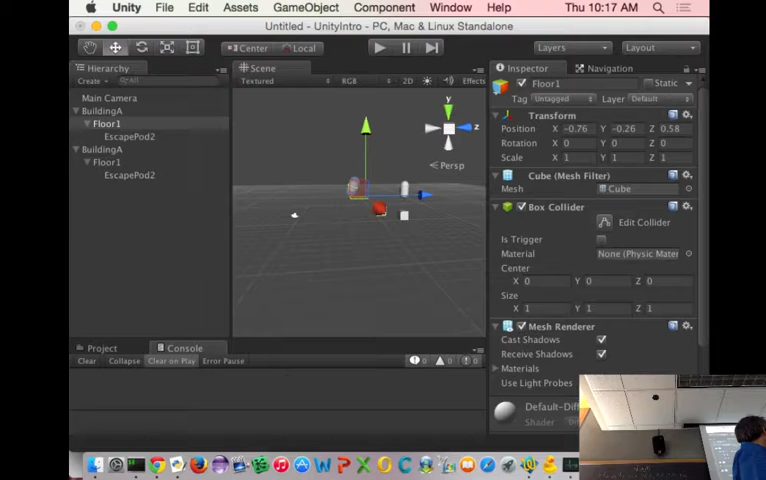 Unity File Edit Assets GameObject Component Window Help Thu 10:17 AM
Untitled - UnityIntro - PC, Mac & Linux Standalone
Center Local Layers Layout
Hierarchy
Create All
Main Camera
BuildingA
Floor1
EscapePod2
BuildingA
Floor1
EscapePod2
Scene
Textured RGB 2D Effects
y
z
Persp
Inspector Navigation
Floor1 Static
Tag Untagged Layer Default
Transform
Position X -0.76 Y -0.26 Z 0.58
Rotation X 0 Y 0 Z 0
Scale X 1 Y 1 Z 1
Cube (Mesh Filter)
Mesh Cube
Box Collider
Edit Collider
Is Trigger
Material None (Physic Mater
Center
X 0 Y 0 Z 0
Size
X 1 Y 1 Z 1
Mesh Renderer
Cast Shadows
Receive Shadows
Materials
Use Light Probes
Default-Diff
Shader
Project Console
Clear Collapse Clear on Play Error Pause 0 0 0